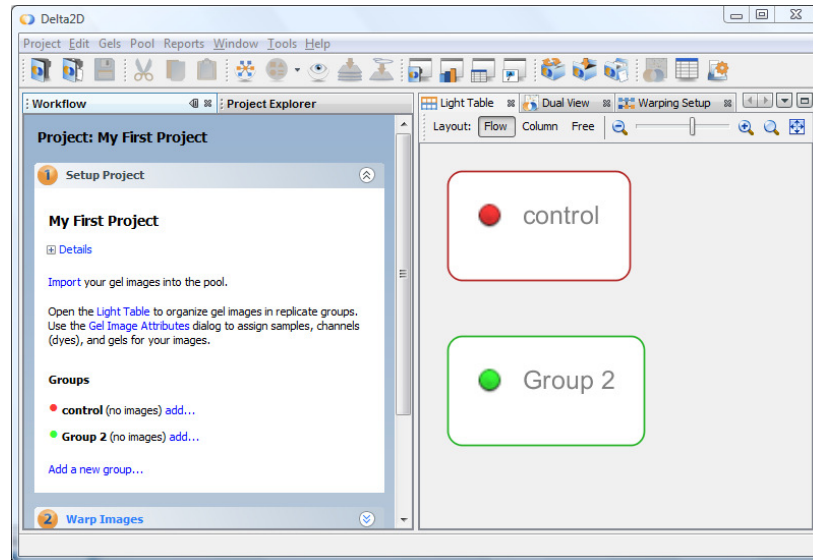 Delta2D
Project Edit Gels Pool Reports Window Tools Help
Workflow
Project Explorer
Project: My First Project
1 Setup Project
My First Project
Details
Import your gel images into the pool.
Open the Light Table to organize gel images in replicate groups.
Use the Gel Image Attributes dialog to assign samples, channels
(dyes), and gels for your images.
Groups
control (no images) add...
Group 2 (no images) add...
Add a new group...
2 Warp Images
Light Table
Dual View
Warping Setup
Layout: Flow Column Free
control
Group 2